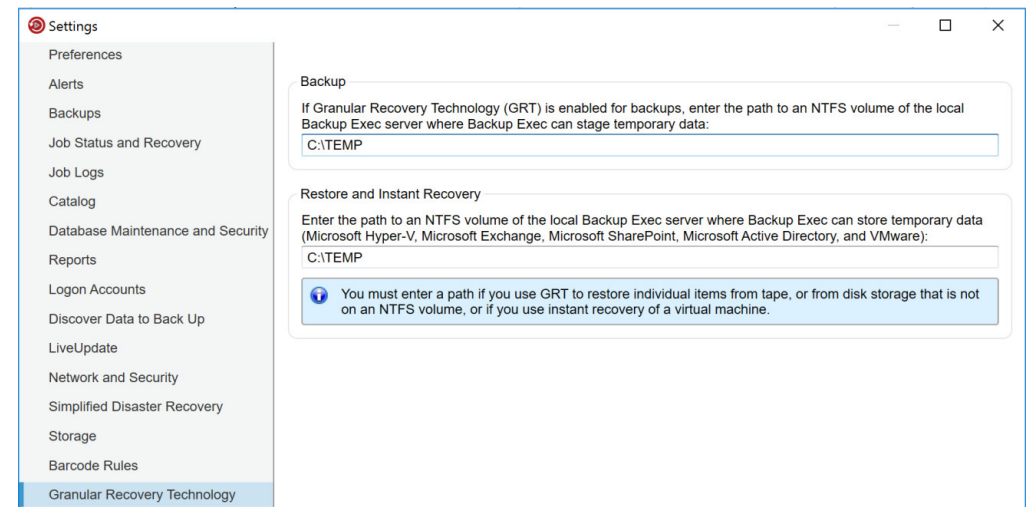 Settings
Preferences
Alerts
Backups
Job Status and Recovery
Job Logs
Catalog
Database Maintenance and Security
Reports
Logon Accounts
Discover Data to Back Up
LiveUpdate
Network and Security
Simplified Disaster Recovery
Storage
Barcode Rules
Granular Recovery Technology
Backup
If Granular Recovery Technology (GRT) is enabled for backups, enter the path to an NTFS volume of the local
Backup Exec server where Backup Exec can stage temporary data:
C:\TEMP
Restore and Instant Recovery
Enter the path to an NTFS volume of the local Backup Exec server where Backup Exec can store temporary data
(Microsoft Hyper-V, Microsoft Exchange, Microsoft SharePoint, Microsoft Active Directory, and VMware):
C:\TEMP
You must enter a path if you use GRT to restore individual items from tape, or from disk storage that is not
on an NTFS volume, or if you use instant recovery of a virtual machine.